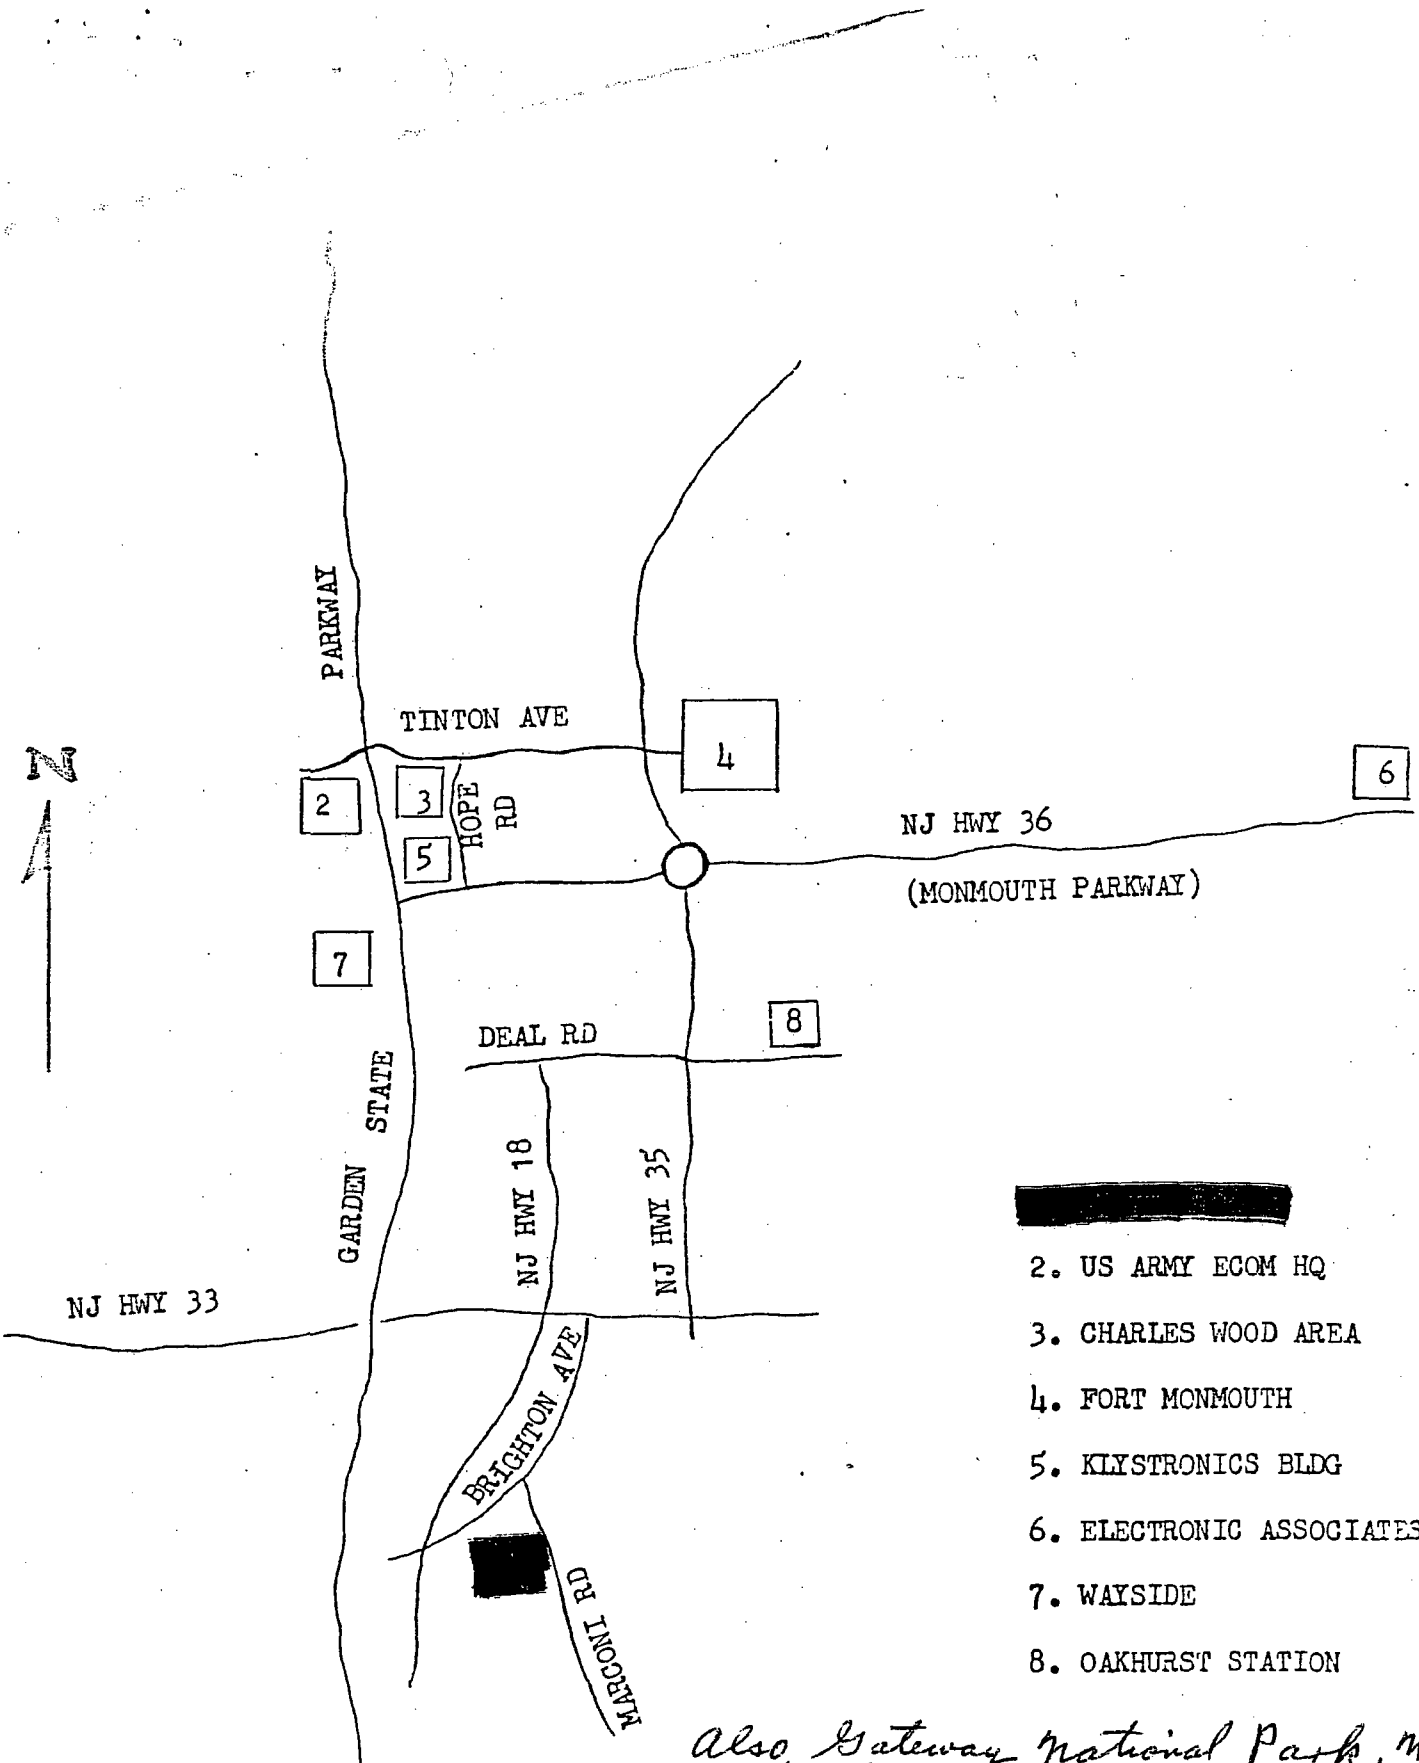 PARKWAY
TINTON AVE
N
4
6
2
3
HOPE
RD
NJ HWY 36
5
(MONMOUTH PARKWAY)
7
8
DEAL RD
STATE
GARDEN
NJ HWY 18
NJ HWY 35
2. US ARMY ECOM HQ
NJ HWY 33
3. CHARLES WOOD AREA
BRIGHTON AVE
4. FORT MONMOUTH
5. KLYSTRONICS BLDG
6. ELECTRONIC ASSOCIATES
MARCONI RD
7. WAYSIDE
8. OAKHURST STATION
Also Gateway National Park,